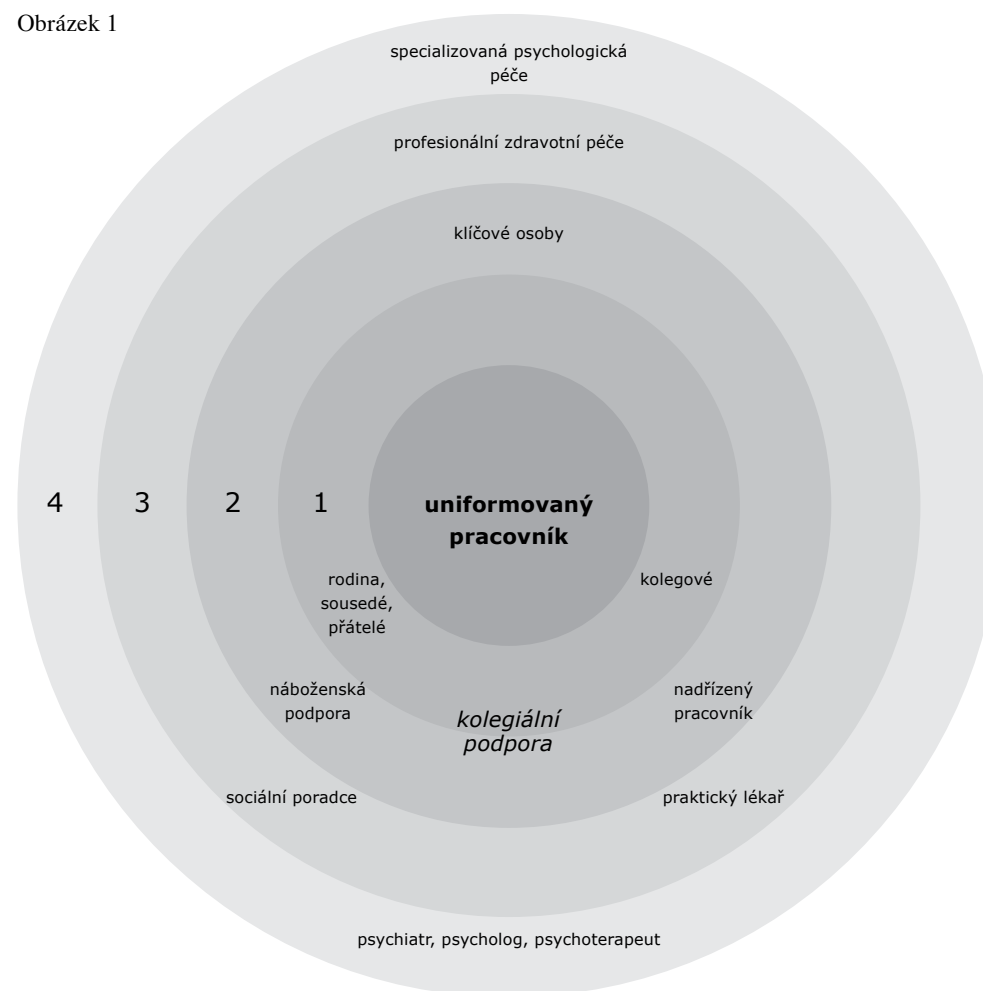 Obrázek 1
specializovaná psychologická
péče
profesionální zdravotní péče
klíčové osoby
4 3 2 1
uniformovaný
pracovník
rodina,
sousedé,
přátelé
kolegové
náboženská
podpora
kolegiální
podpora
nadřízený
pracovník
sociální poradce
praktický lékař
psychiatr, psycholog, psychoterapeut